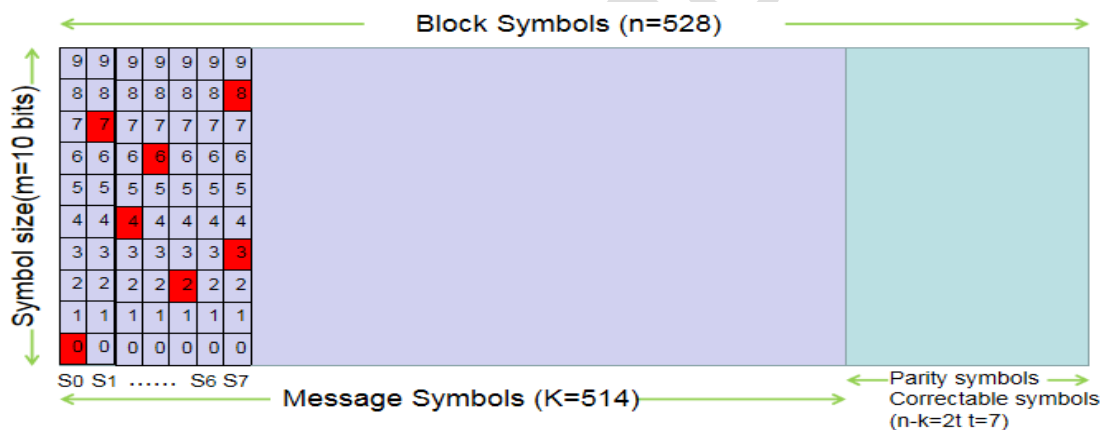 Block Symbols (n=528)
Symbol size(m=10 bits)
9 9 9 9 9 9 9
8 8 8 8 8 8 8
7 7 7 7 7 7 7
6 6 6 6 6 6 6
5 5 5 5 5 5 5
4 4 4 4 4 4 4
3 3 3 3 3 3 3
2 2 2 2 2 2 2
1 1 1 1 1 1 1
0 0 0 0 0 0 0
S0 S1 ...... S6 S7
Message Symbols (K=514)
Parity symbols
Correctable symbols
(n-k=2t t=7)